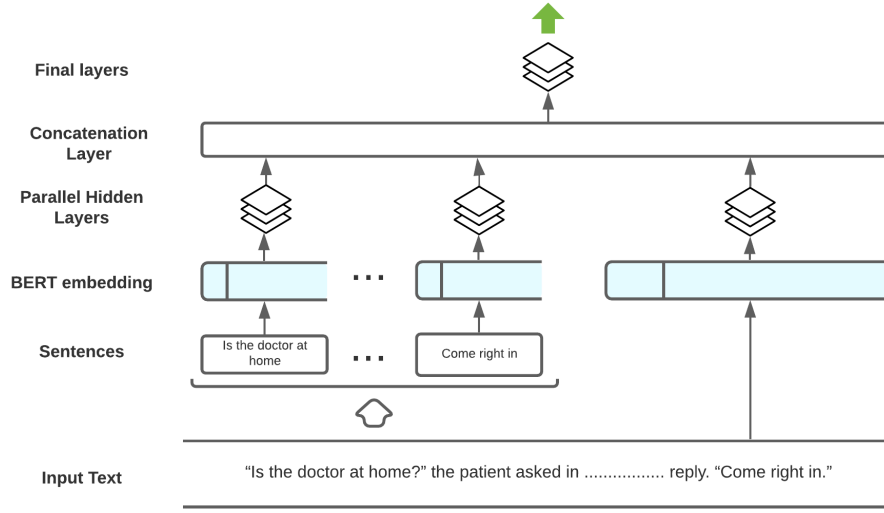 Final layers
Concatenation
Layer
Parallel Hidden
Layers
BERT embedding
...
Sentences
Is the doctor at
home
...
Come right in
Input Text
“Is the doctor at home?” the patient asked in ................. reply. “Come right in.”